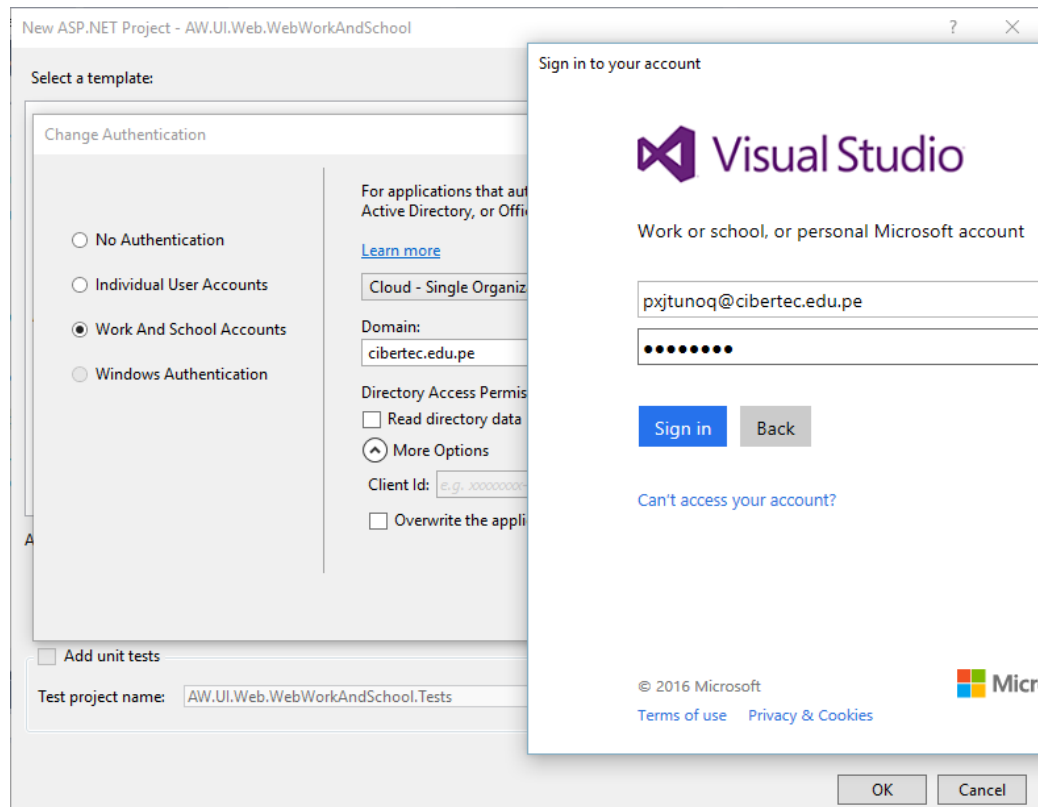 New ASP.NET Project - AW.UI.Web.WebWorkAndSchool
Select a template:
Change Authentication
No Authentication
Individual User Accounts
Work And School Accounts
Windows Authentication
For applications that aut
Active Directory, or Offi
Learn more
Cloud - Single Organiz
Domain:
cibertec.edu.pe
Directory Access Permis
Read directory data
More Options
Client Id: e.g. xxxxxxxx-
Overwrite the appli
A
Add unit tests
Test project name: AW.UI.Web.WebWorkAndSchool.Tests
OK Cancel
Sign in to your account
Visual Studio
Work or school, or personal Microsoft account
pxjtunoq@cibertec.edu.pe
●●●●●●●●
Sign in Back
Can't access your account?
© 2016 Microsoft
Terms of use Privacy & Cookies
Micr